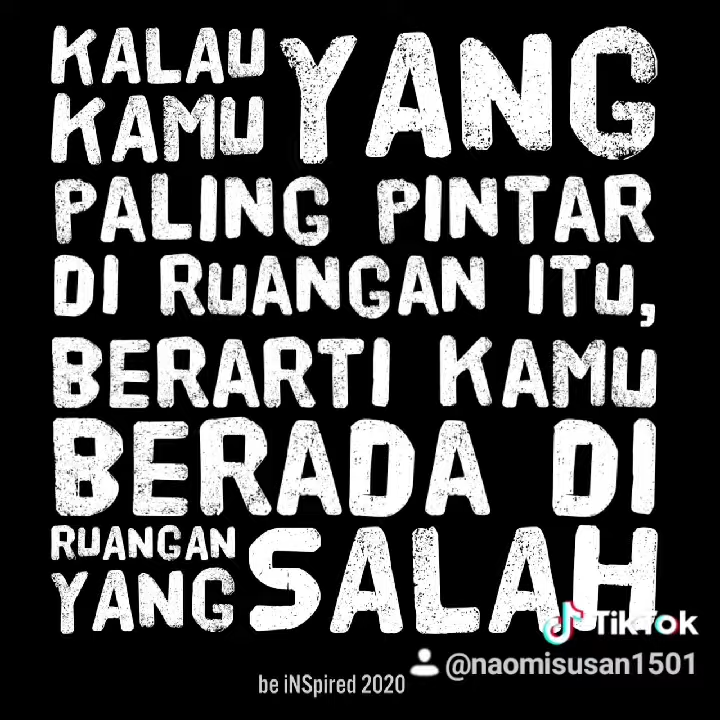 KALAU
KAMU YANG
PALING PINTAR
DI RUANGAN ITU,
BERARTI KAMU
BERADA DI
RUANGAN
YANG SALAH
TikTok
@naomisusan1501
be iNSpired 2020